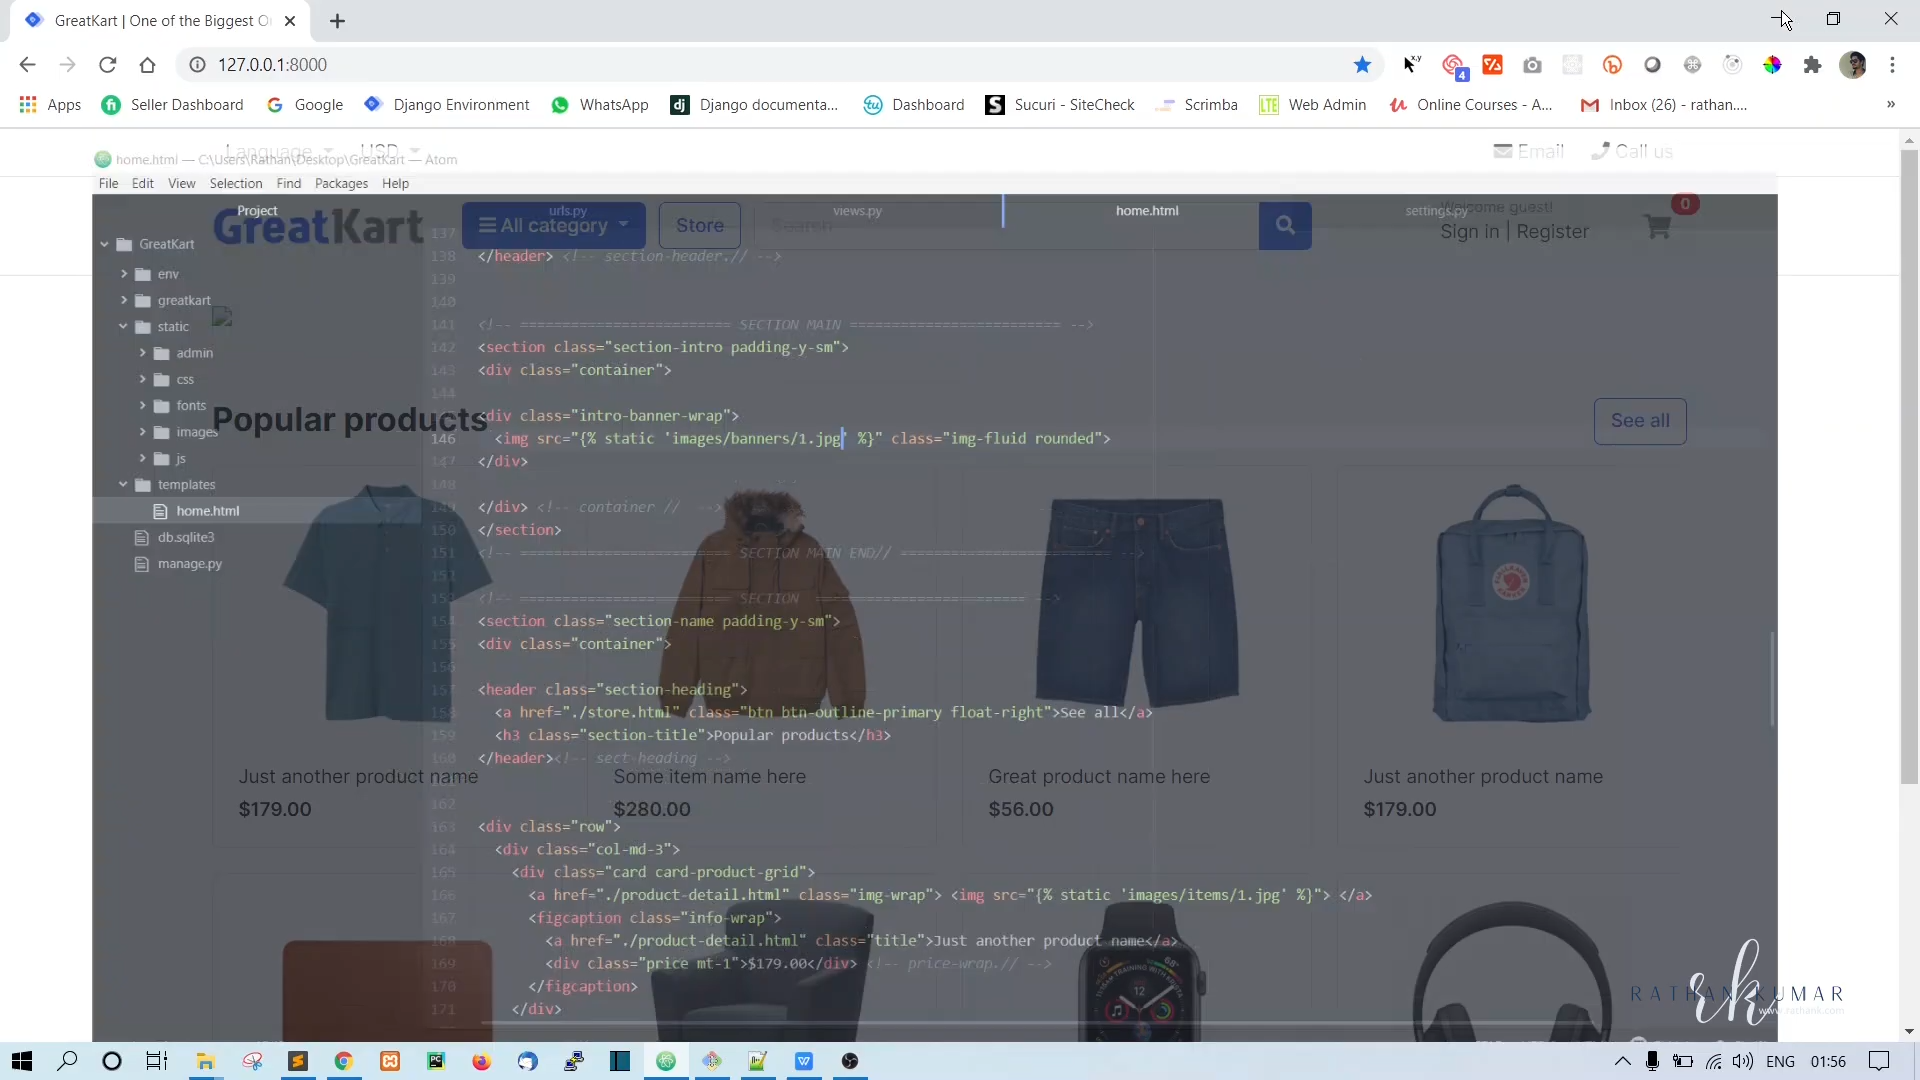 GreatKart | One of the Biggest O
127.0.0.1:8000
4
Apps
Seller Dashboard
Google
Django Environment
WhatsApp
Django documenta...
Dashboard
Sucuri - SiteCheck
Scrimba
Web Admin
Online Courses - A...
Inbox (26) - rathan....
»
Language
USD
Email
Call us
home.html — C:\Users\Rathan\Desktop\GreatKart — Atom
File Edit View Selection Find Packages Help
Project
urls.py
views.py
home.html
settings.py
GreatKart
All category
Store
Search
Welcome guest!
Sign in | Register
0
GreatKart
env
greatkart
static
admin
css
fonts
images
js
templates
home.html
db.sqlite3
manage.py
Popular products
See all
137
138 </header> <!-- section-header.// -->
139
140
141 <!-- ========================= SECTION MAIN ========================= -->
142 <section class="section-intro padding-y-sm">
143 <div class="container">
144
<div class="intro-banner-wrap">
146 <img src="{% static 'images/banners/1.jpg' %}" class="img-fluid rounded">
147 </div>
148
149 </div> <!-- container // -->
150 </section>
151 <!-- ========================= SECTION MAIN END// ========================= -->
152
153 <!-- ========================= SECTION ========================= -->
154 <section class="section-name padding-y-sm">
155 <div class="container">
156
157 <header class="section-heading">
158 <a href="./store.html" class="btn btn-outline-primary float-right">See all</a>
159 <h3 class="section-title">Popular products</h3>
160 </header><!-- sect-heading -->
162
163 <div class="row">
164 <div class="col-md-3">
165 <div class="card card-product-grid">
166 <a href="./product-detail.html" class="img-wrap"> <img src="{% static 'images/items/1.jpg' %}"> </a>
167 <figcaption class="info-wrap">
168 <a href="./product-detail.html" class="title">Just another product name</a>
169 <div class="price mt-1">$179.00</div> <!-- price-wrap.// -->
170 </figcaption>
171 </div>
Just another product name
$179.00
Some item name here
$280.00
Great product name here
$56.00
Just another product name
$179.00
RATHAN KUMAR
rk
www.rathank.com
ENG
01:56